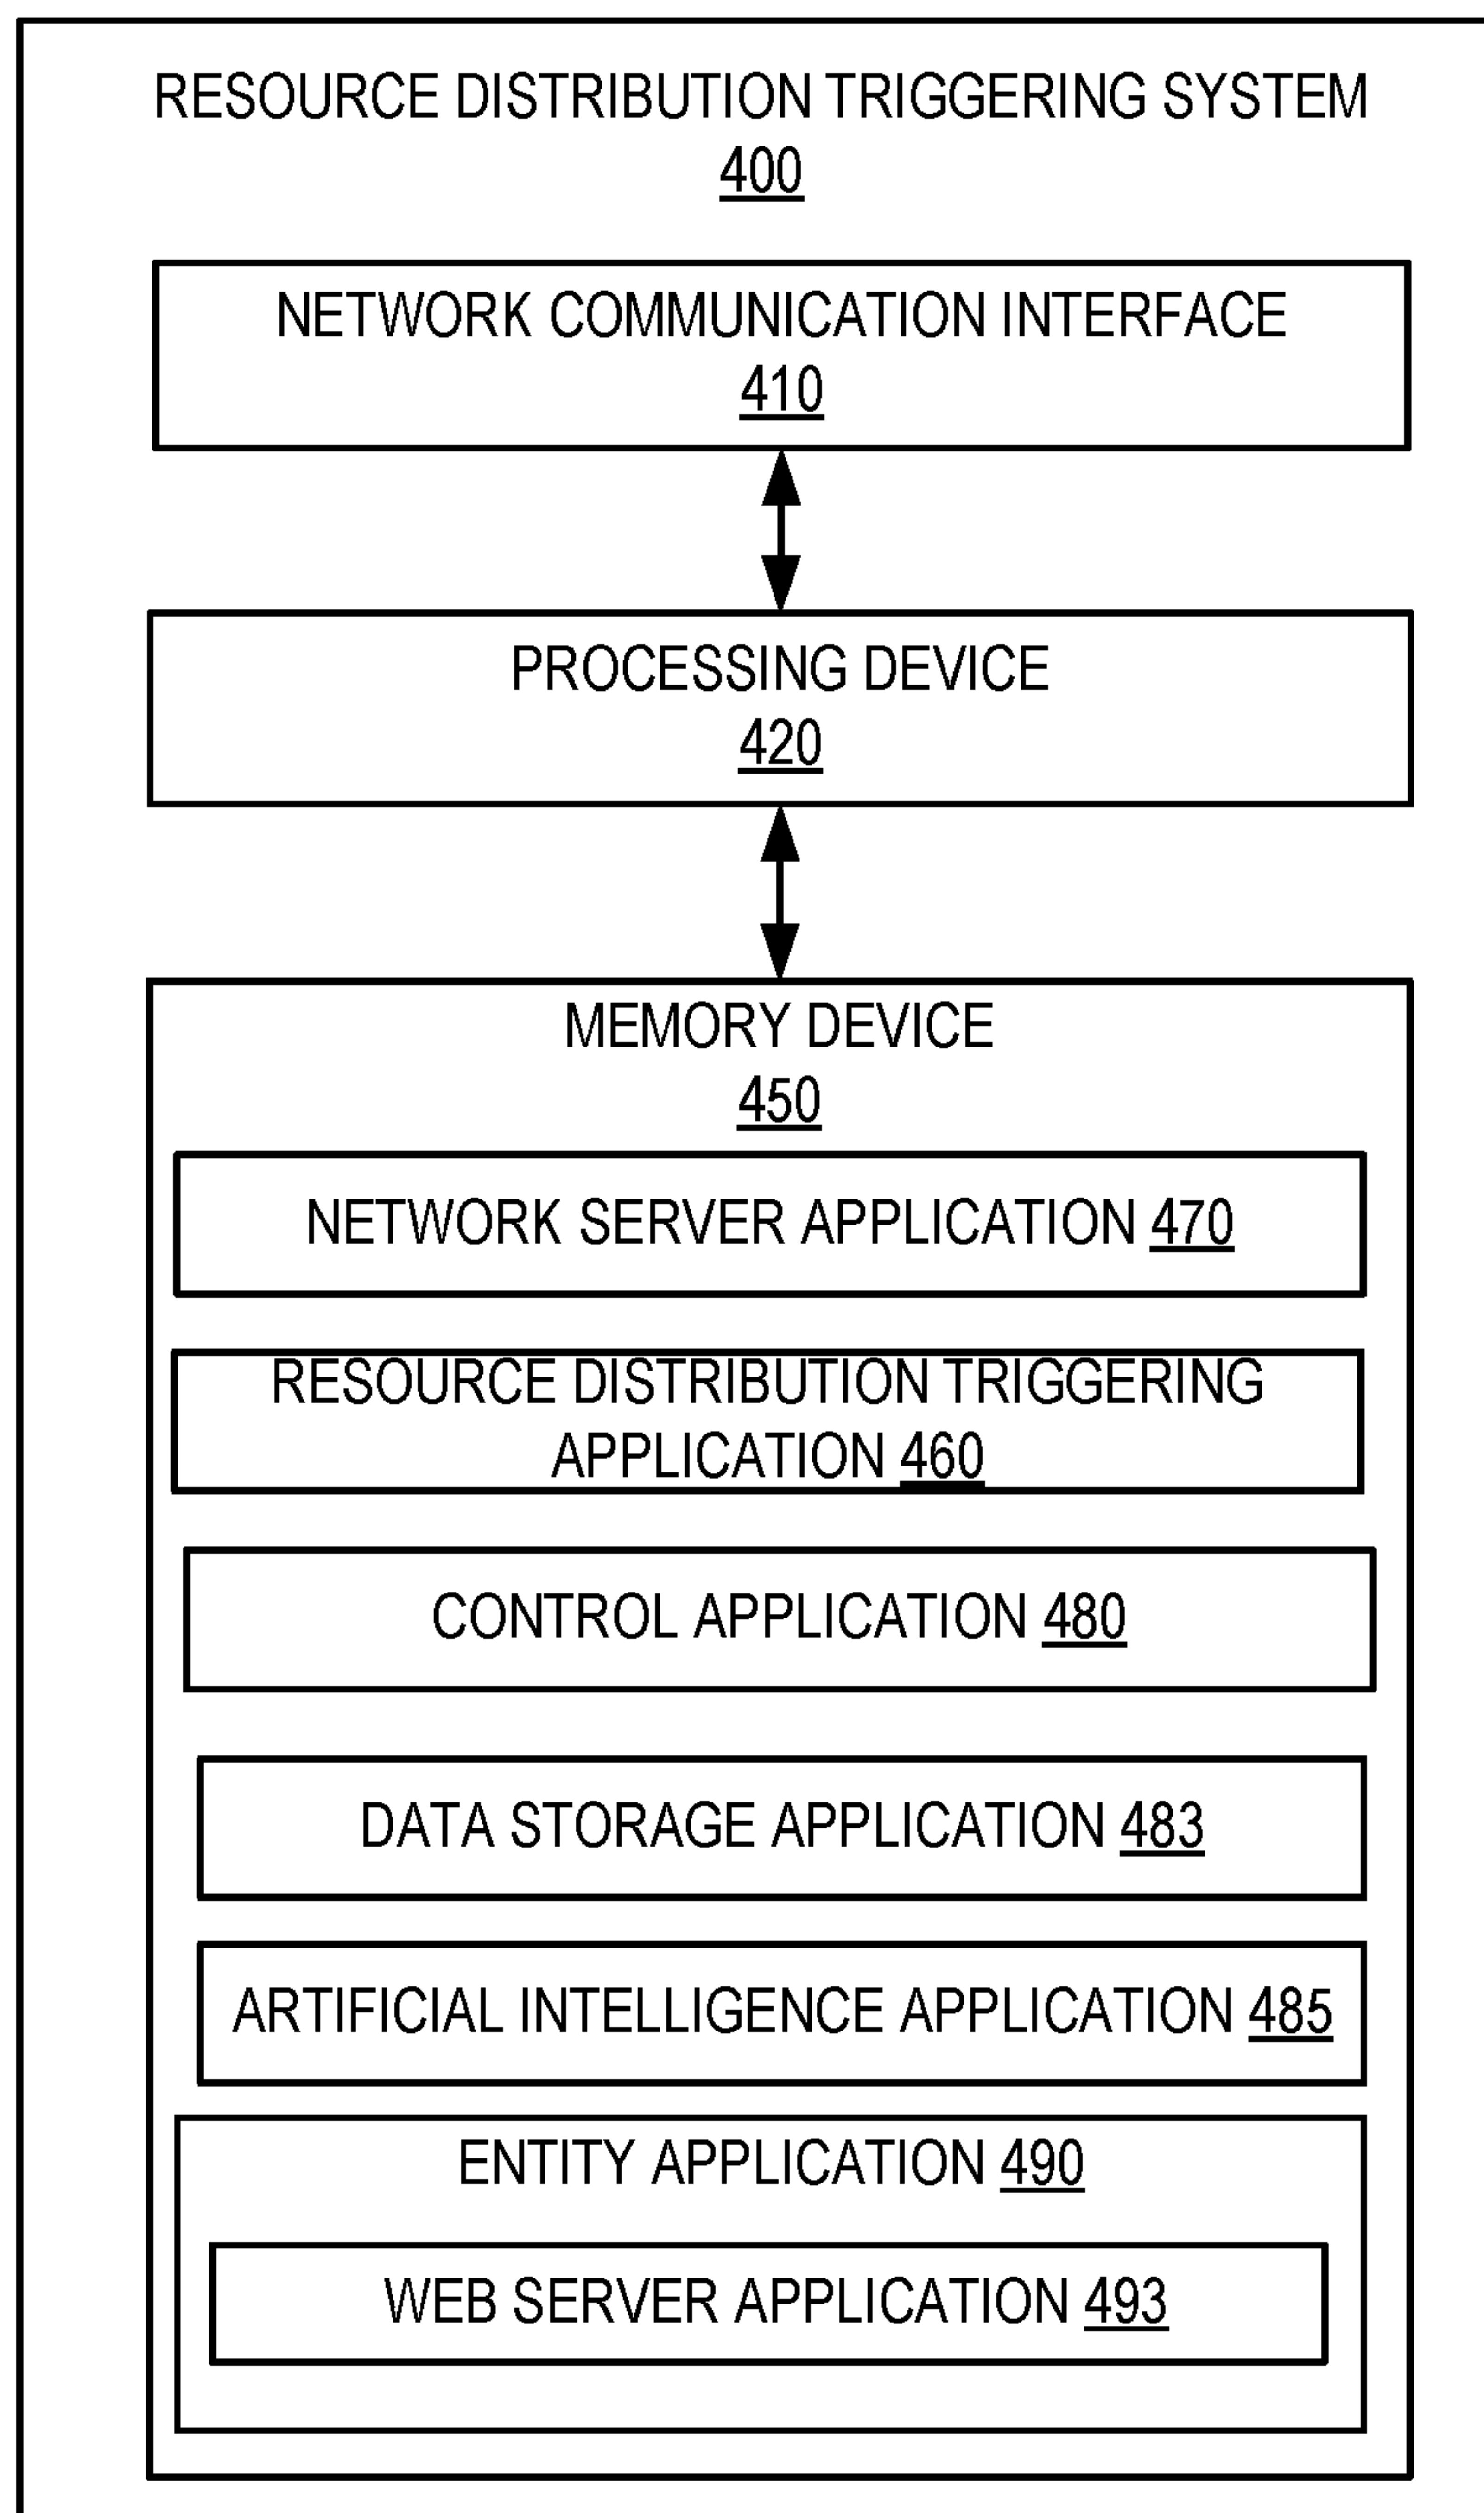 RESOURCE DISTRIBUTION TRIGGERING SYSTEM
400
NETWORK COMMUNICATION INTERFACE
410
PROCESSING DEVICE
420
MEMORY DEVICE
450
NETWORK SERVER APPLICATION 470
RESOURCE DISTRIBUTION TRIGGERING
APPLICATION 460
CONTROL APPLICATION 480
DATA STORAGE APPLICATION 483
ARTIFICIAL INTELLIGENCE APPLICATION 485
ENTITY APPLICATION 490
WEB SERVER APPLICATION 493